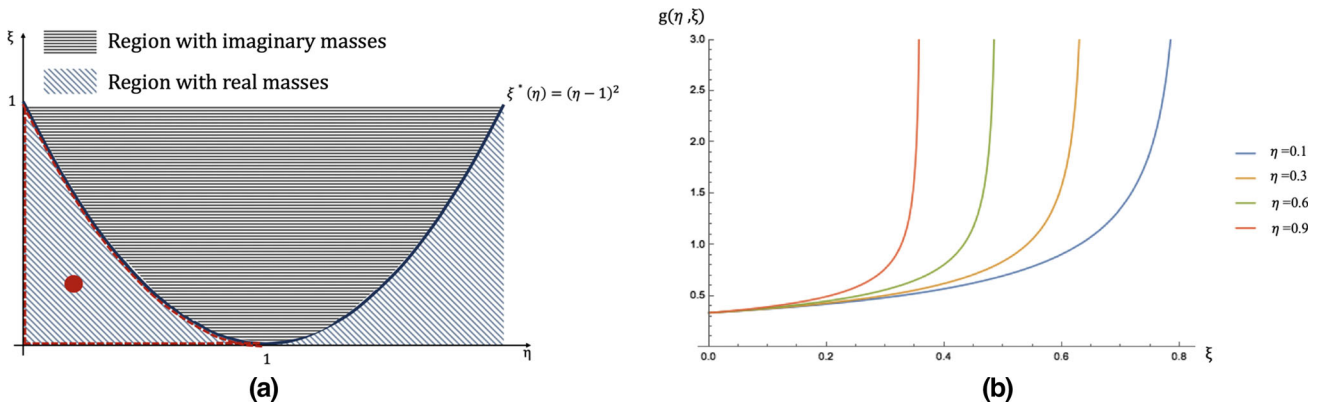 ξ
Region with imaginary masses
Region with real masses
ξ*(η) = (η − 1)²
1
1
η
(a)
g(η ,ξ)
3.0
2.5
2.0
1.5
1.0
0.5
0.0
0.2
0.4
0.6
0.8
ξ
η =0.1
η =0.3
η =0.6
η =0.9
(b)